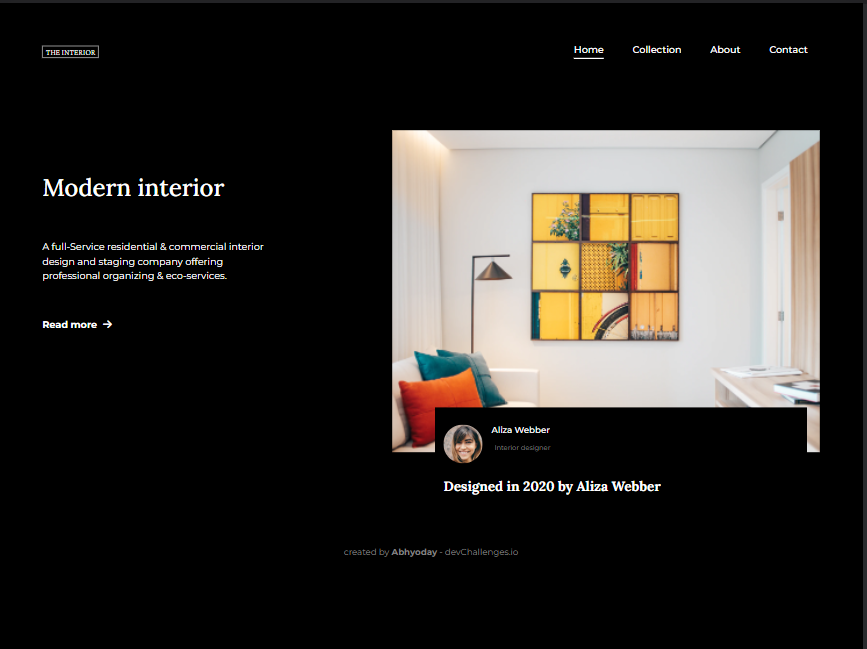 THE INTERIOR
Home Collection About Contact
Modern interior
A full-Service residential & commercial interior
design and staging company offering
professional organizing & eco-services.
Read more →
Aliza Webber
Interior designer
Designed in 2020 by Aliza Webber
created by Abhyoday - devChallenges.io